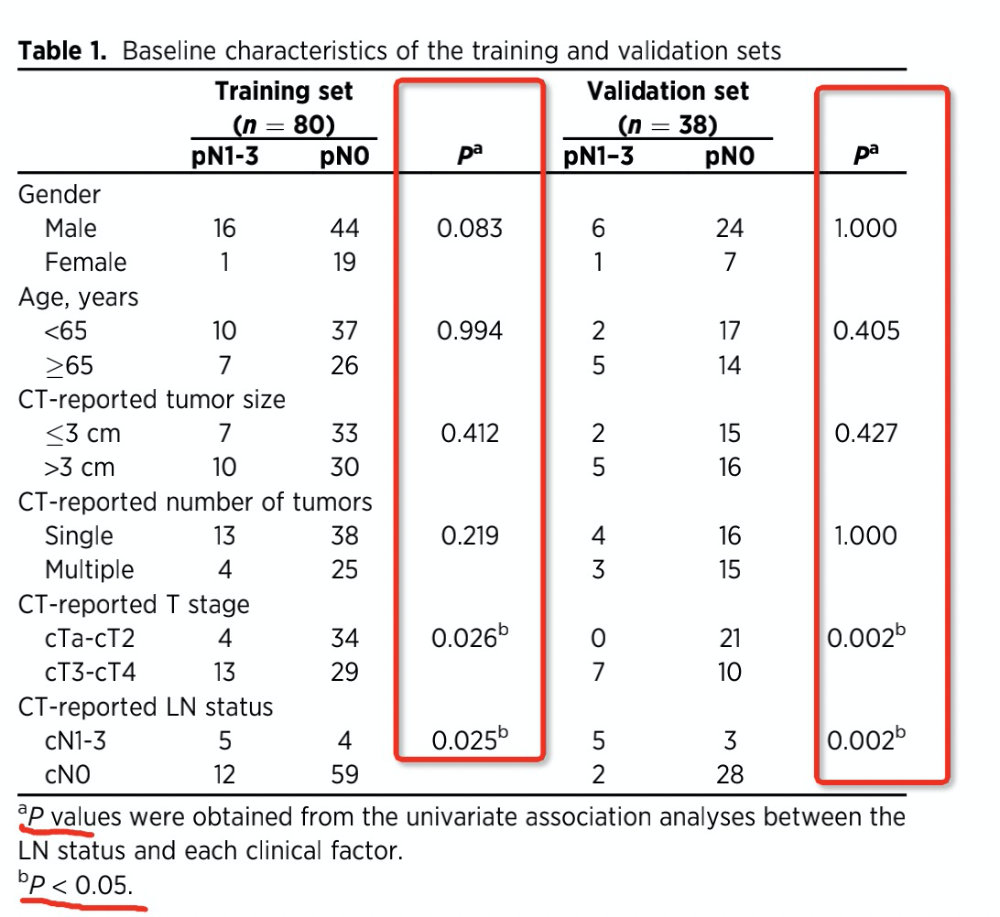 Table 1. Baseline characteristics of the training and validation sets
Training set Validation set
(n = 80) (n = 38)
pN1-3 pN0 Pa pN1–3 pN0 Pa
Gender
Male 16 44 0.083 6 24 1.000
Female 1 19 1 7
Age, years
<65 10 37 0.994 2 17 0.405
≥65 7 26 5 14
CT-reported tumor size
≤3 cm 7 33 0.412 2 15 0.427
>3 cm 10 30 5 16
CT-reported number of tumors
Single 13 38 0.219 4 16 1.000
Multiple 4 25 3 15
CT-reported T stage
cTa-cT2 4 34 0.026b 0 21 0.002b
cT3-cT4 13 29 7 10
CT-reported LN status
cN1-3 5 4 0.025b 5 3 0.002b
cN0 12 59 2 28
aP values were obtained from the univariate association analyses between the
LN status and each clinical factor.
bP < 0.05.